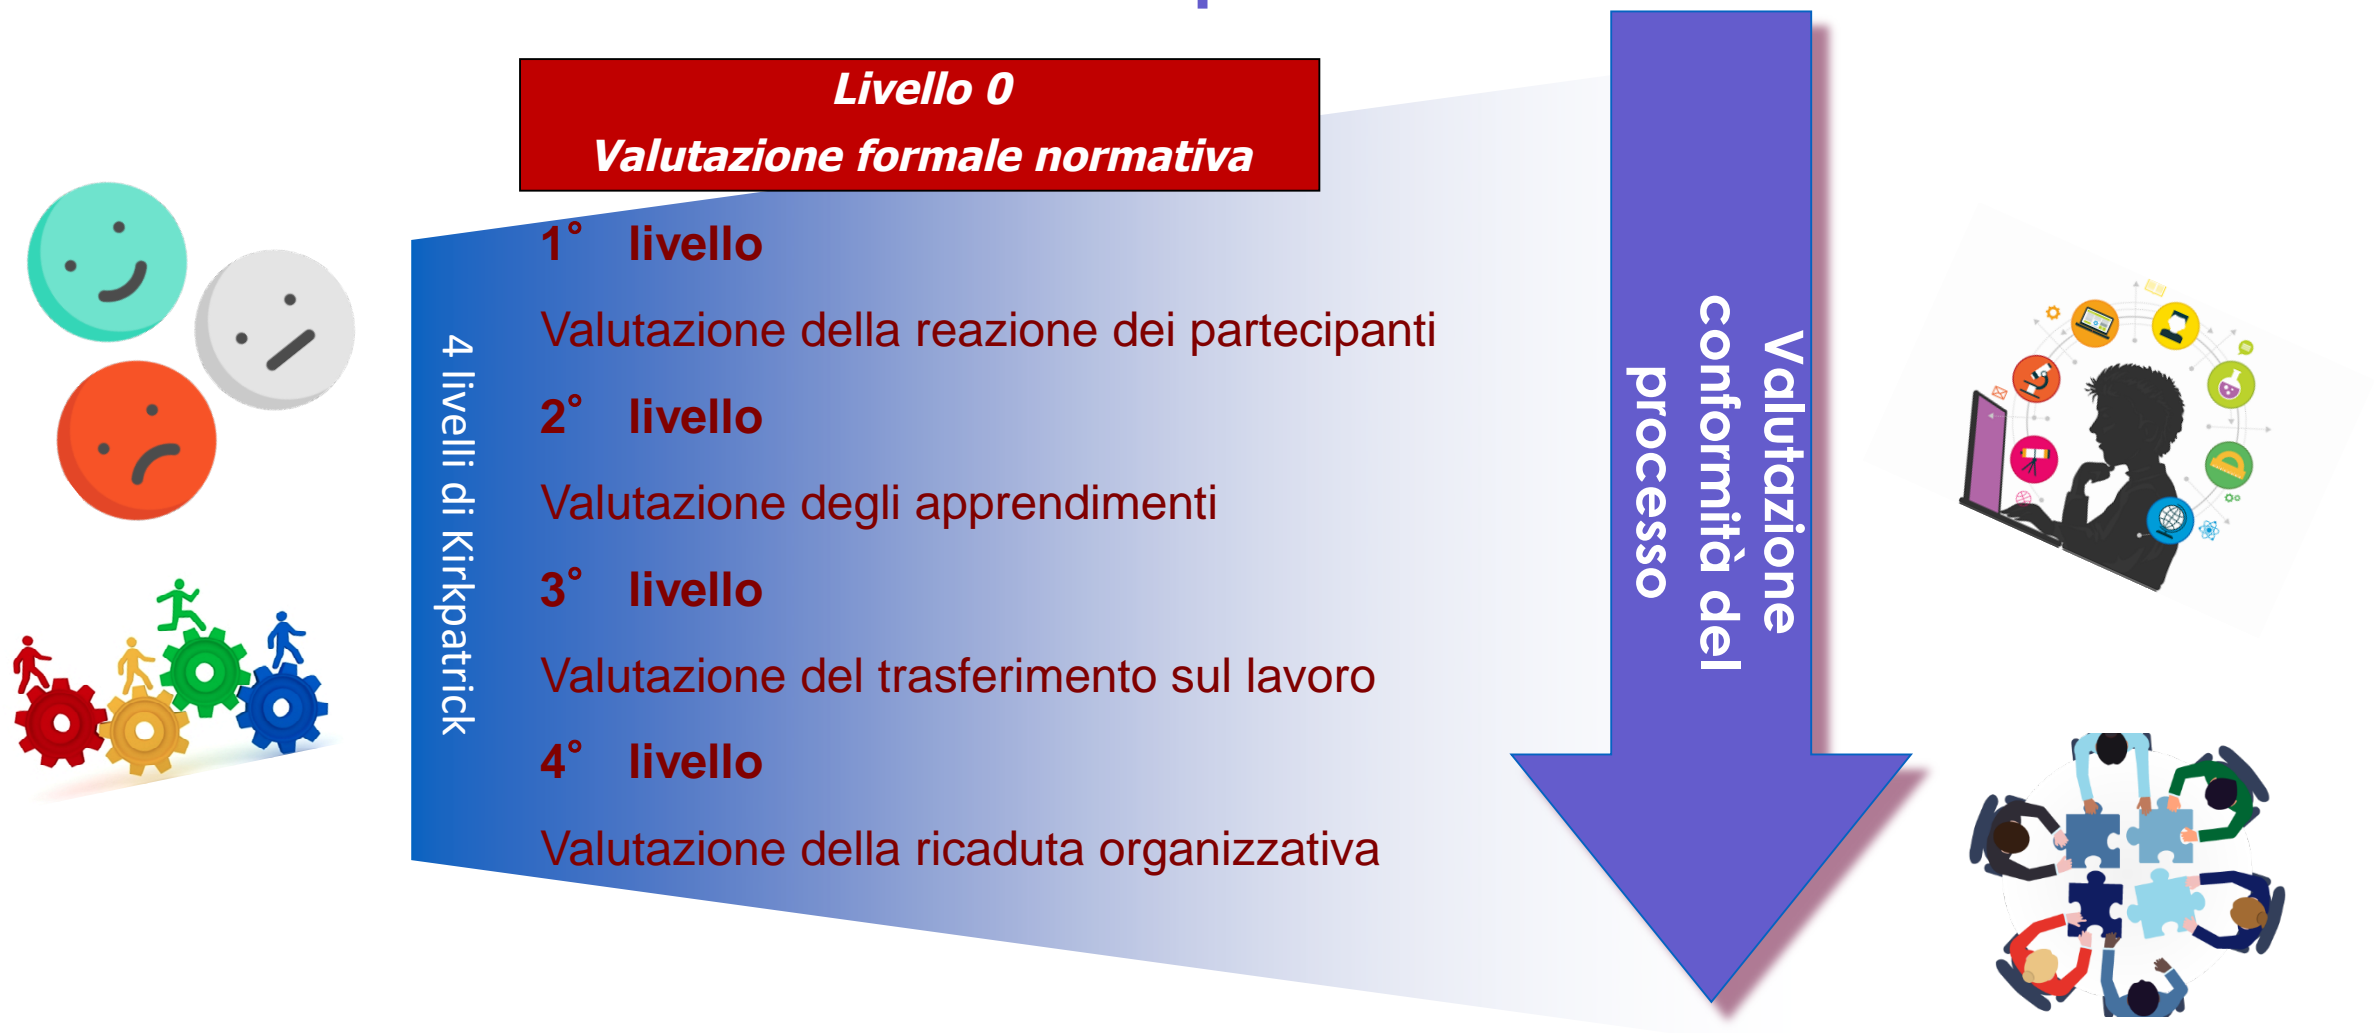 Livello 0
Valutazione formale normativa
1° livello
Valutazione della reazione dei partecipanti
2° livello
Valutazione degli apprendimenti
3° livello
Valutazione del trasferimento sul lavoro
4° livello
Valutazione della ricaduta organizzativa
4 livelli di Kirkpatrick
Valutazione
conformità del
processo